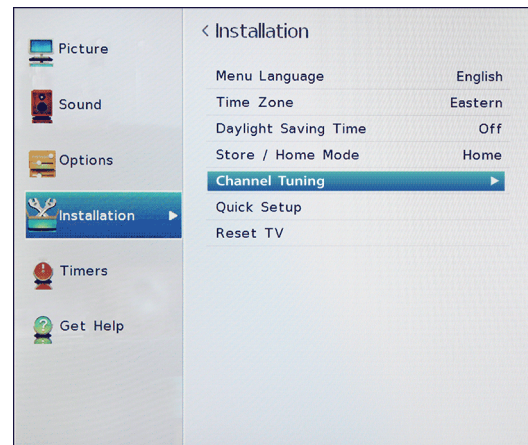 Picture
Sound
Options
Installation
Timers
Get Help
Installation
Menu Language English
Time Zone Eastern
Daylight Saving Time Off
Store / Home Mode Home
Channel Tuning
Quick Setup
Reset TV